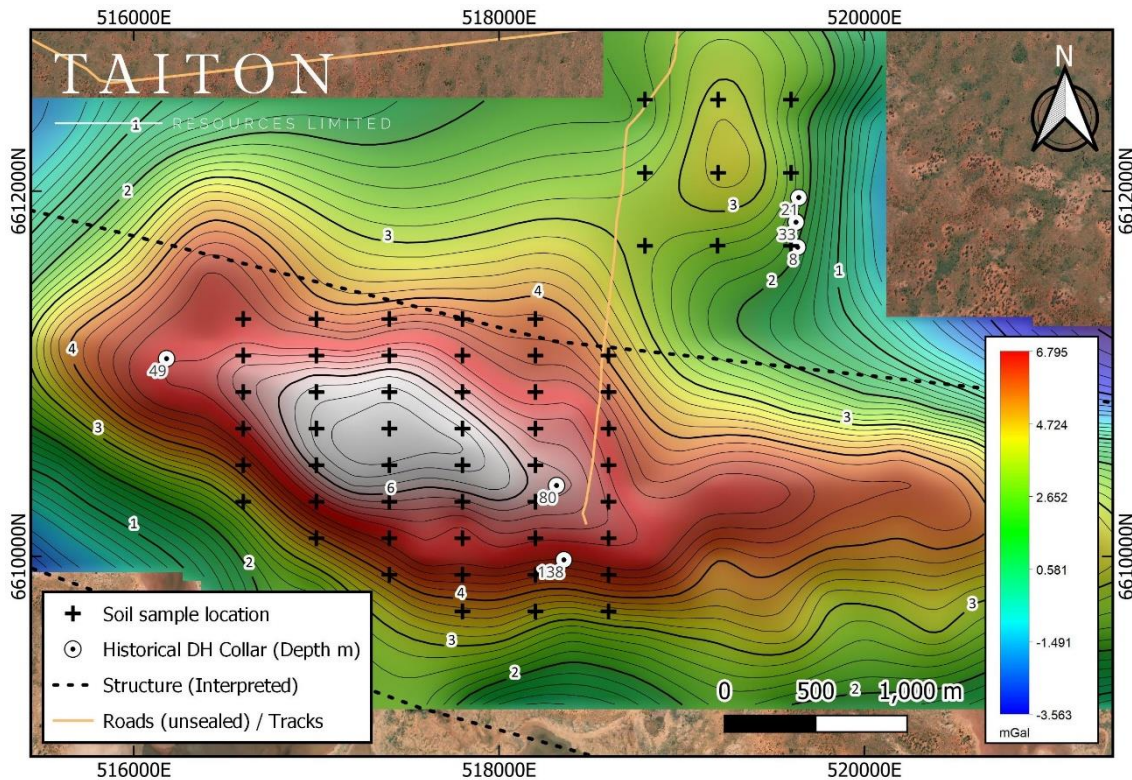 516000E 518000E 520000E
TAITON
RESOURCES LIMITED
N
1
2
6612000N
6612000N
3
3
21
33
8
2
1
4
4
49
3
3
6
80
1
2
138
6610000N
6610000N
4
3
3
2
2
Soil sample location
Historical DH Collar (Depth m)
Structure (Interpreted)
Roads (unsealed) / Tracks
0 500 1,000 m
6.795
4.724
2.652
0.581
-1.491
-3.563
mGal
516000E 518000E 520000E